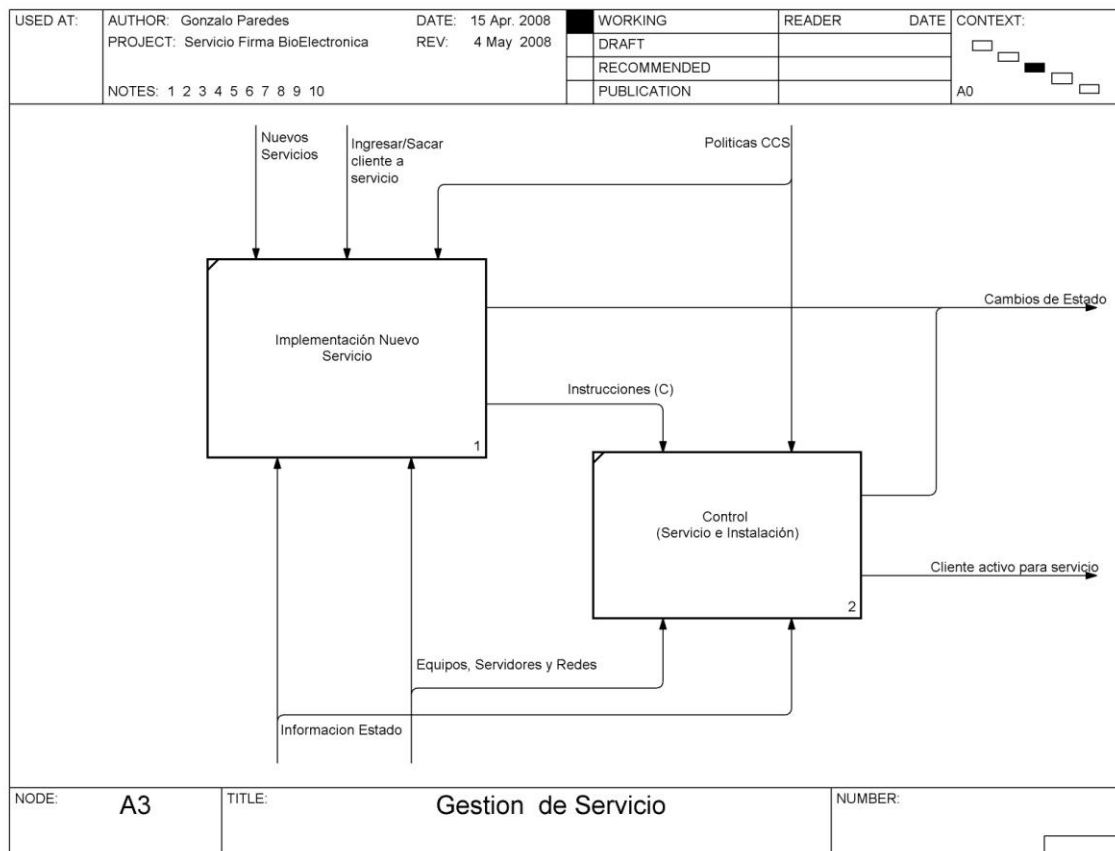 USED AT:
AUTHOR: Gonzalo Paredes
DATE: 15 Apr. 2008
PROJECT: Servicio Firma BioElectronica
REV: 4 May 2008
NOTES: 1 2 3 4 5 6 7 8 9 10
WORKING
DRAFT
RECOMMENDED
PUBLICATION
READER DATE
CONTEXT:
A0
Nuevos
Servicios
Ingresar/Sacar
cliente a
servicio
Politicas CCS
Implementación Nuevo
Servicio
1
Cambios de Estado
Instrucciones (C)
Control
(Servicio e Instalación)
2
Cliente activo para servicio
Equipos, Servidores y Redes
Informacion Estado
NODE: A3
TITLE: Gestion de Servicio
NUMBER: